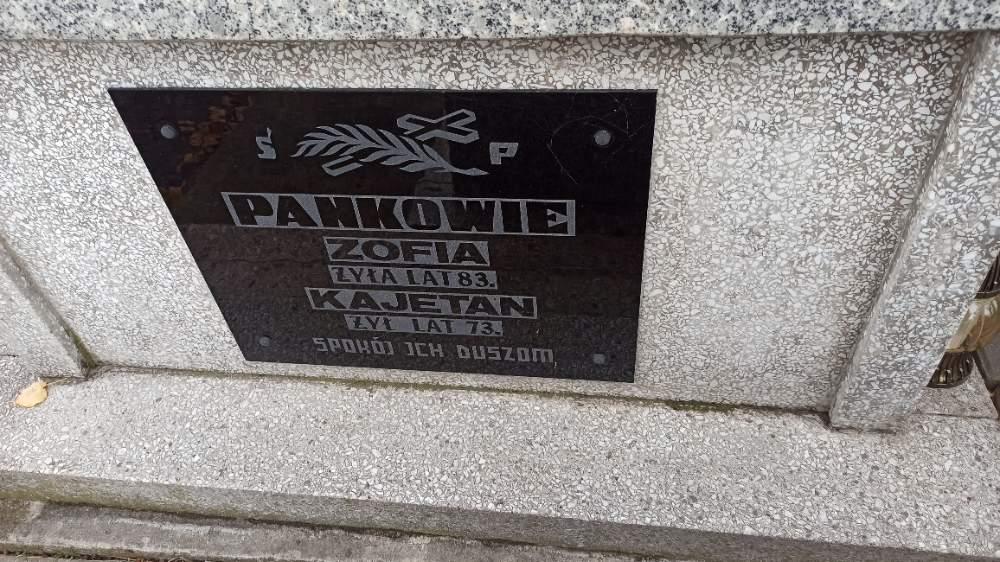 Ś P
PANKOWIE
ZOFIA
ŻYŁA LAT 83.
KAJETAN
ŻYŁ LAT 73.
SPOKÓJ ICH DUSZOM